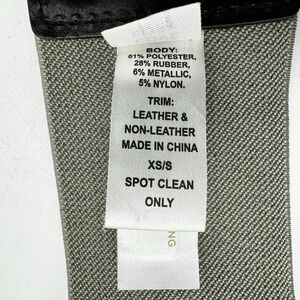 BODY:
61% POLYESTER,
28% RUBBER,
6% METALLIC,
5% NYLON.
TRIM:
LEATHER &
NON-LEATHER
MADE IN CHINA
XS/S
SPOT CLEAN
ONLY